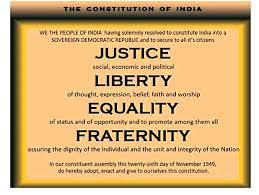 THE CONSTITUTION OF INDIA
WE THE PEOPLE OF INDIA having solemnly resolved to constitute India into a
SOVEREIGN DEMOCRATIC REPUBLIC and to secure to all it's citizens
JUSTICE
social, economic and political
LIBERTY
of thought, expression, belief, faith and worship
EQUALITY
of status and of opportunity and to promote among them all
FRATERNITY
assuring the dignity of the individual and the unit and integrity of the Nation
In our constituent assembly this twenty-sixth day of November 1949,
do hereby adopt, enact and give to ourselves this constitution.